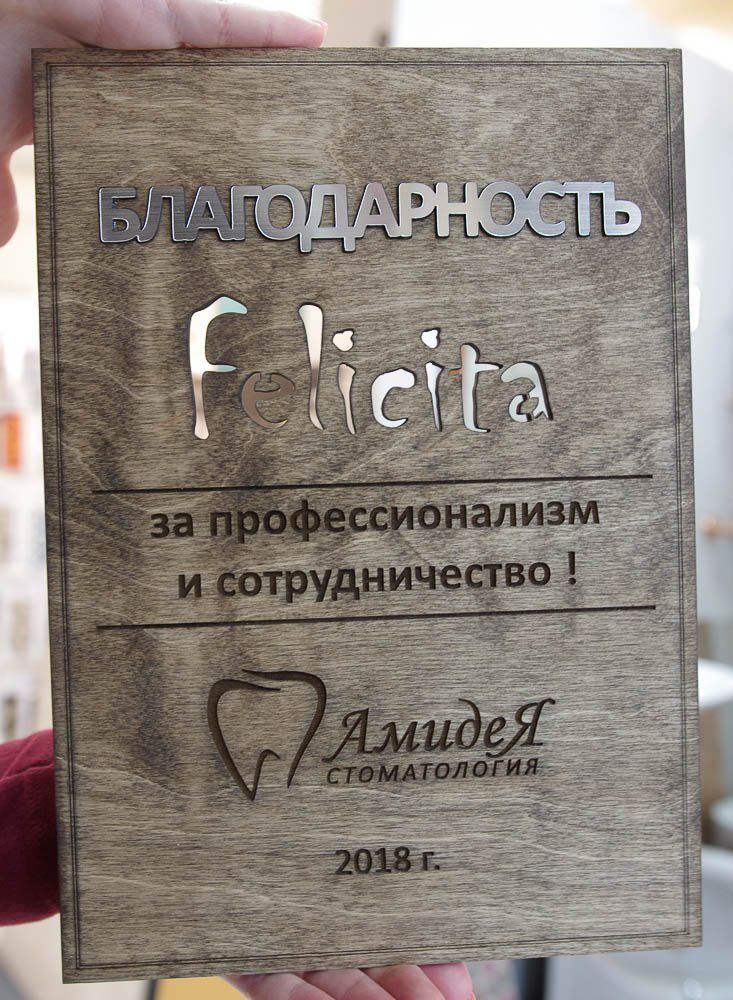 БЛАГОДАРНОСТЬ
Felicita
за профессионализм
и сотрудничество !
АмидеЯ
СТОМАТОЛОГИЯ
2018 г.